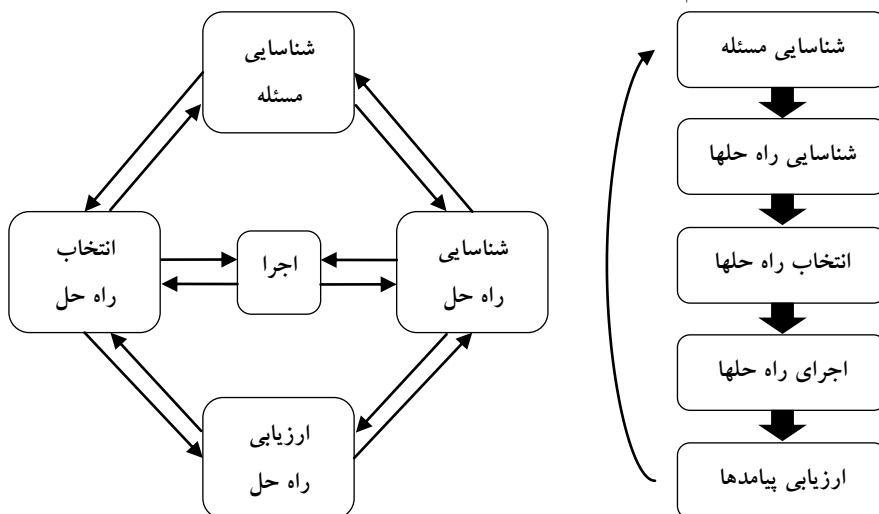 شناسایی مسئله
شناسایی راه حلها
انتخاب راه حلها
اجرای راه حلها
ارزیابی پیامدها
شناسایی
مسئله
شناسایی
راه حل
اجرا
انتخاب
راه حل
ارزیابی
راه حل